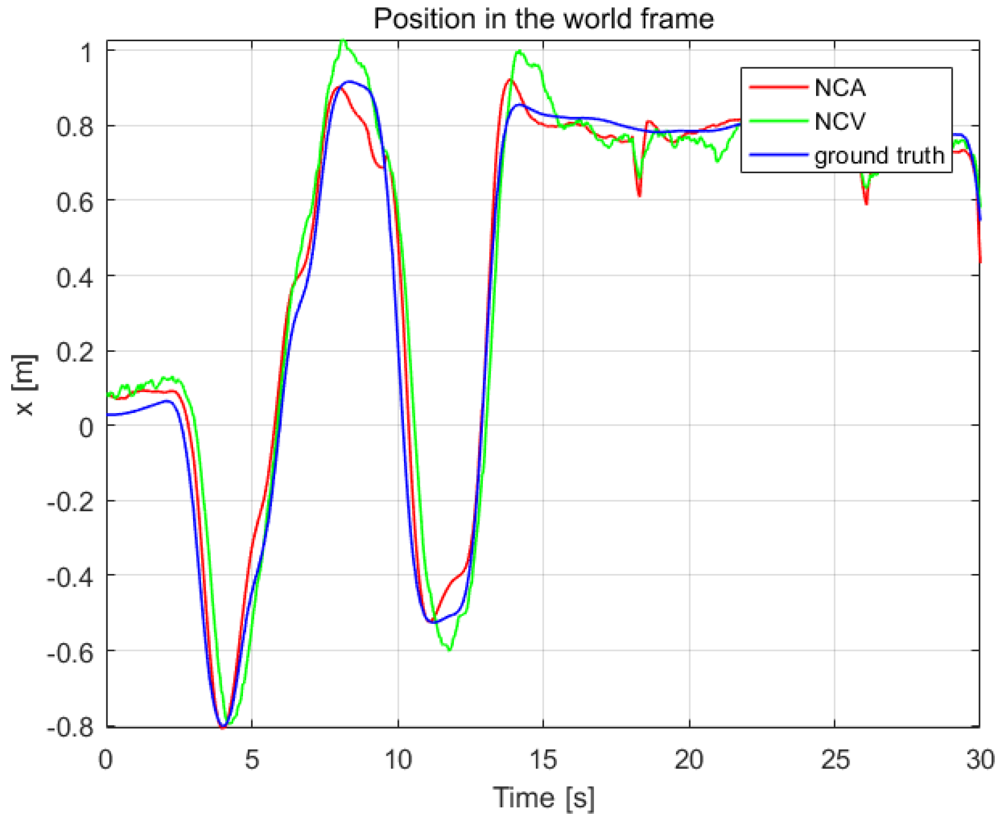 Position in the world frame
1
0.8
0.6
0.4
0.2
0
-0.2
-0.4
-0.6
-0.8
x [m]
NCA
NCV
ground truth
0 5 10 15 20 25 30
Time [s]